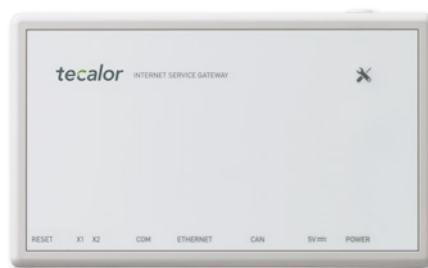 tecalor INTERNET SERVICE GATEWAY
RESET X1 X2 COM ETHERNET CAN 5V⎓ POWER